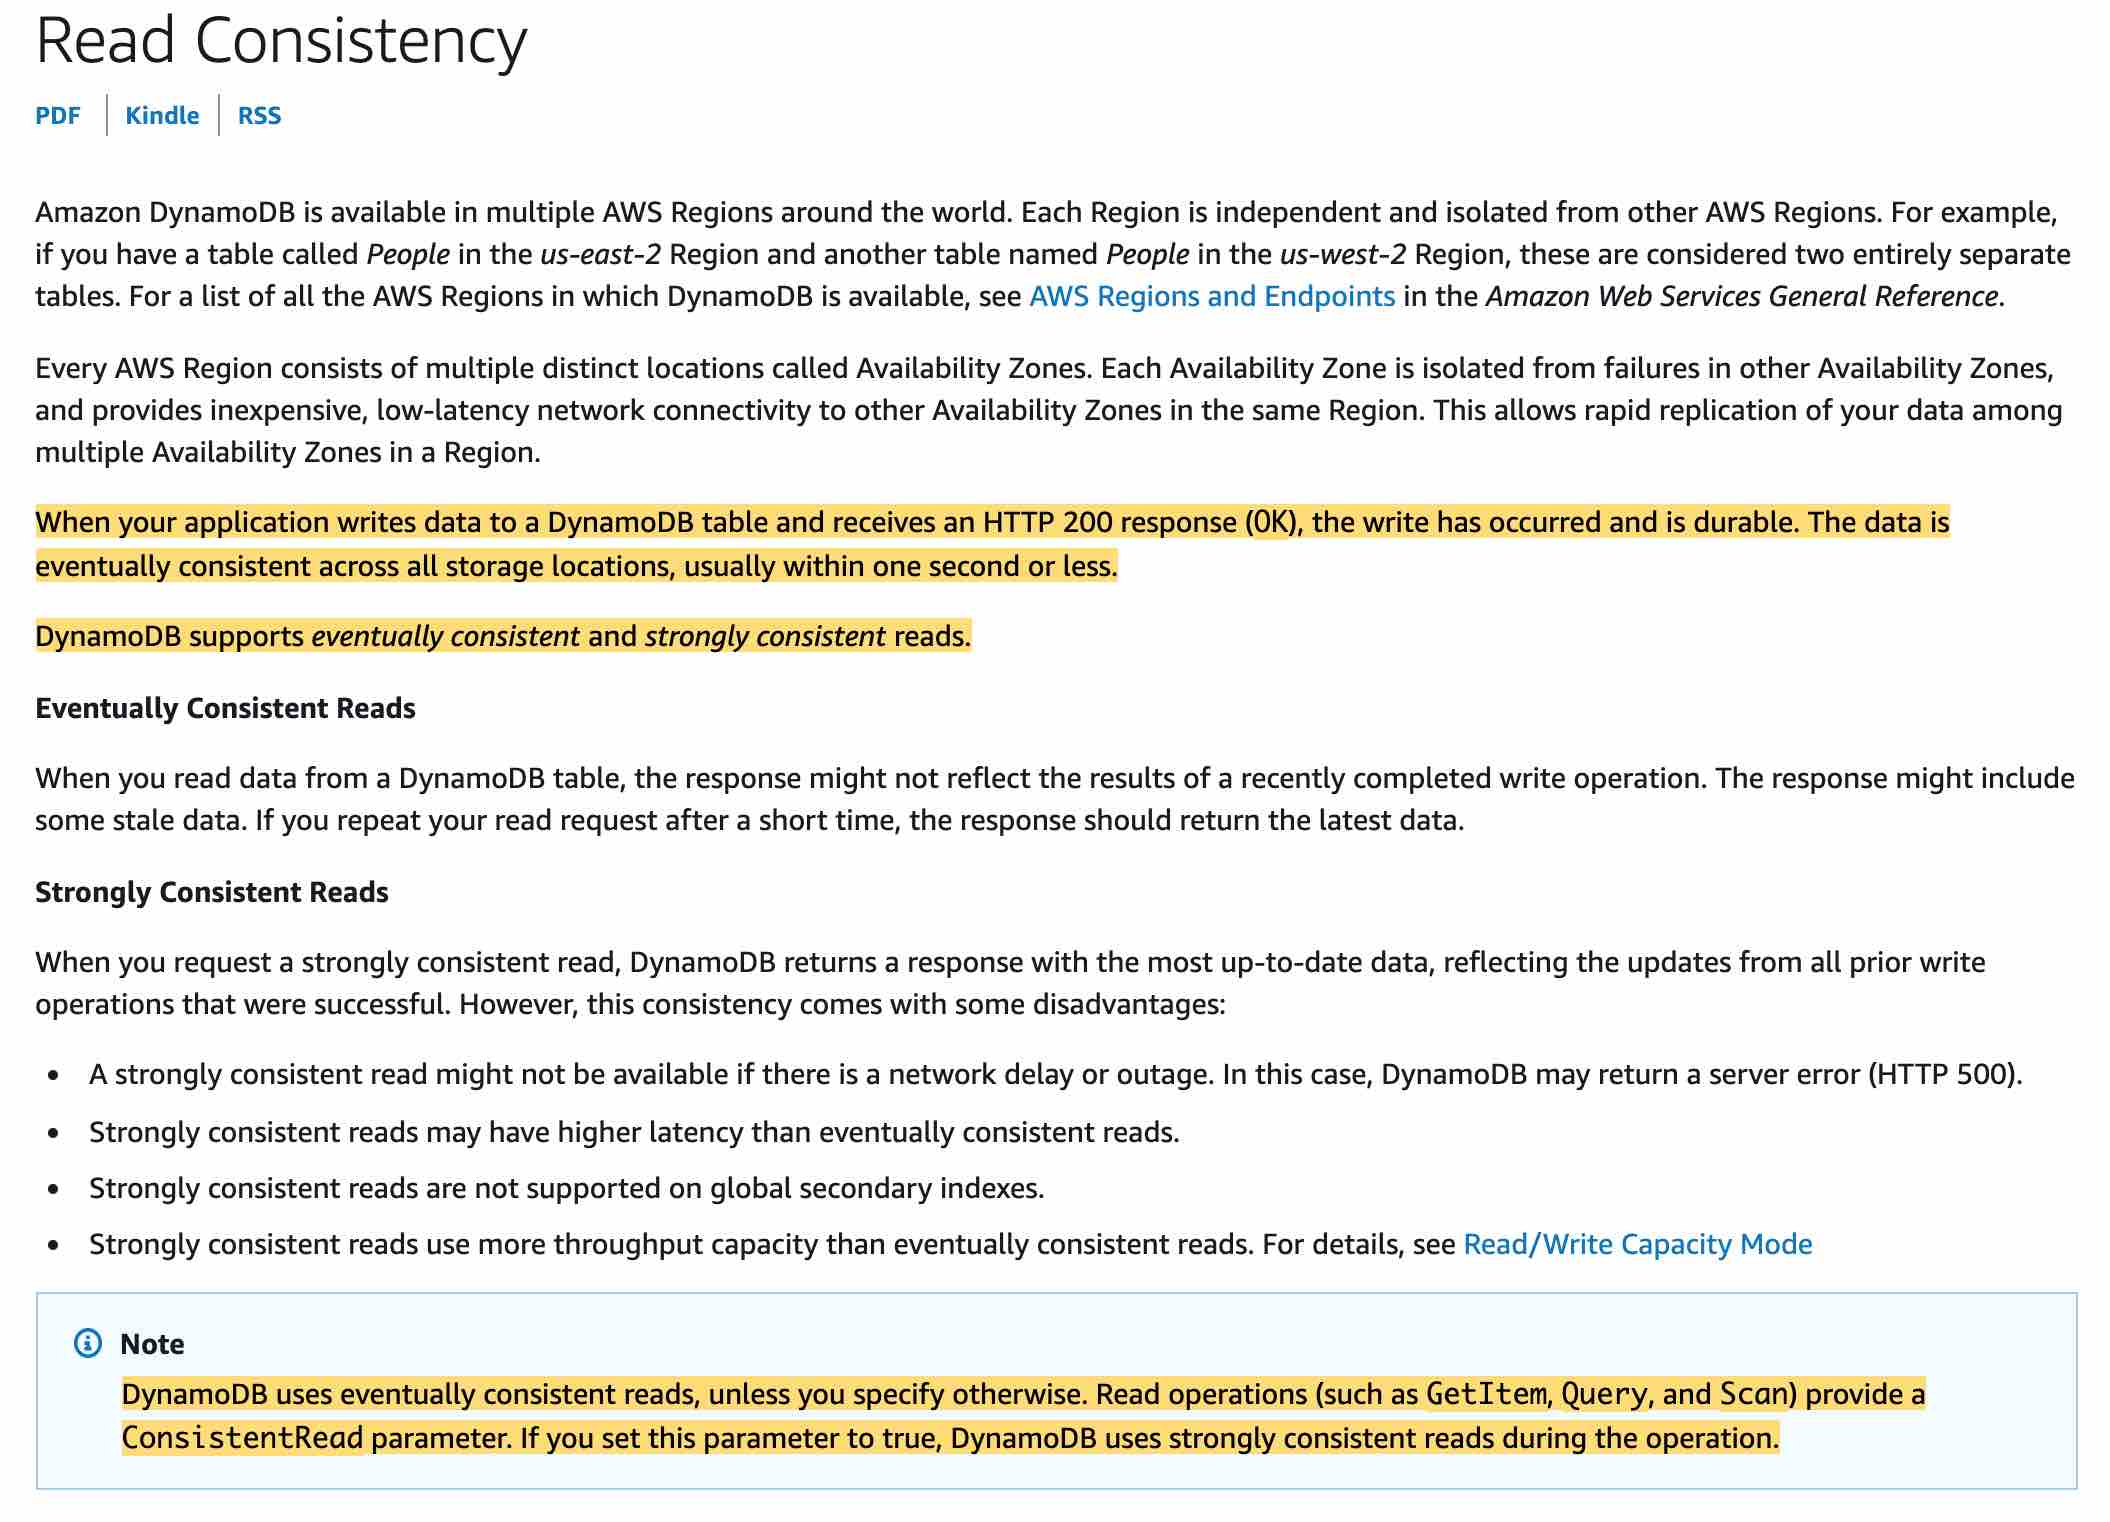 Read Consistency
PDF | Kindle | RSS
Amazon DynamoDB is available in multiple AWS Regions around the world. Each Region is independent and isolated from other AWS Regions. For example,
if you have a table called People in the us-east-2 Region and another table named People in the us-west-2 Region, these are considered two entirely separate
tables. For a list of all the AWS Regions in which DynamoDB is available, see AWS Regions and Endpoints in the Amazon Web Services General Reference.
Every AWS Region consists of multiple distinct locations called Availability Zones. Each Availability Zone is isolated from failures in other Availability Zones,
and provides inexpensive, low-latency network connectivity to other Availability Zones in the same Region. This allows rapid replication of your data among
multiple Availability Zones in a Region.
When your application writes data to a DynamoDB table and receives an HTTP 200 response (OK), the write has occurred and is durable. The data is
eventually consistent across all storage locations, usually within one second or less.
DynamoDB supports eventually consistent and strongly consistent reads.
Eventually Consistent Reads
When you read data from a DynamoDB table, the response might not reflect the results of a recently completed write operation. The response might include
some stale data. If you repeat your read request after a short time, the response should return the latest data.
Strongly Consistent Reads
When you request a strongly consistent read, DynamoDB returns a response with the most up-to-date data, reflecting the updates from all prior write
operations that were successful. However, this consistency comes with some disadvantages:
• A strongly consistent read might not be available if there is a network delay or outage. In this case, DynamoDB may return a server error (HTTP 500).
• Strongly consistent reads may have higher latency than eventually consistent reads.
• Strongly consistent reads are not supported on global secondary indexes.
• Strongly consistent reads use more throughput capacity than eventually consistent reads. For details, see Read/Write Capacity Mode
Note
DynamoDB uses eventually consistent reads, unless you specify otherwise. Read operations (such as GetItem, Query, and Scan) provide a
ConsistentRead parameter. If you set this parameter to true, DynamoDB uses strongly consistent reads during the operation.